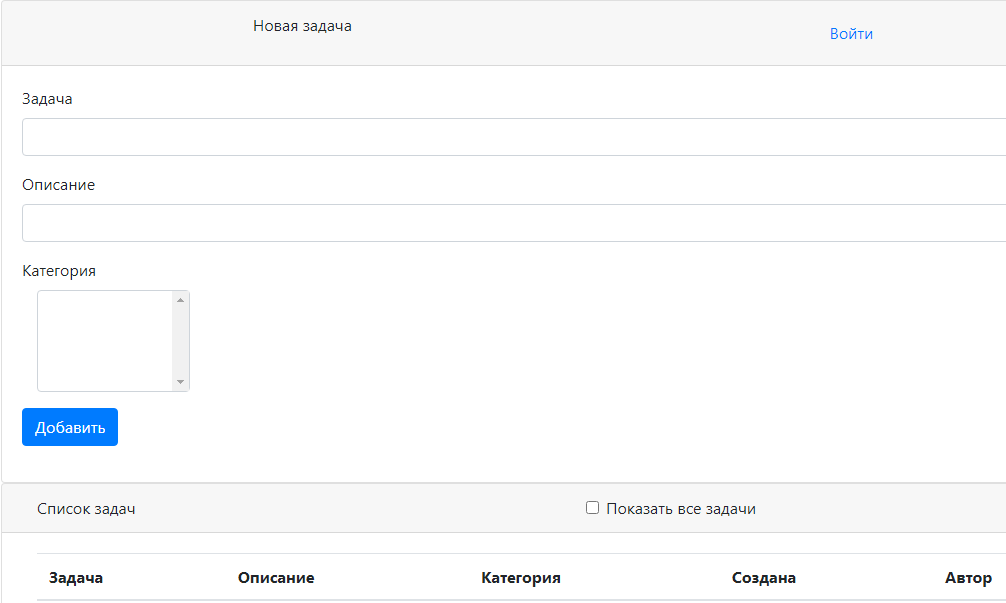 Новая задача
Войти
Задача
Описание
Категория
Добавить
Список задач
Показать все задачи
Задача Описание Категория Создана Автор